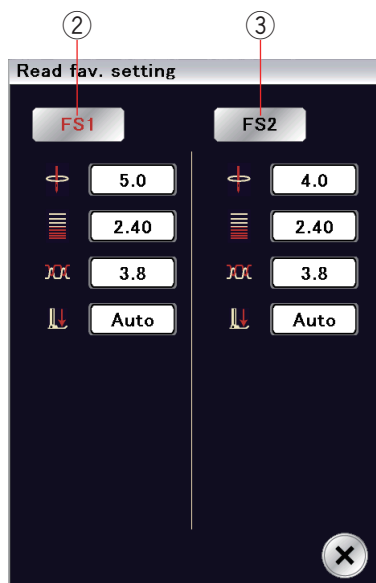 ② ③
Read fav. setting
FS1 FS2
5.0 4.0
2.40 2.40
3.8 3.8
Auto Auto